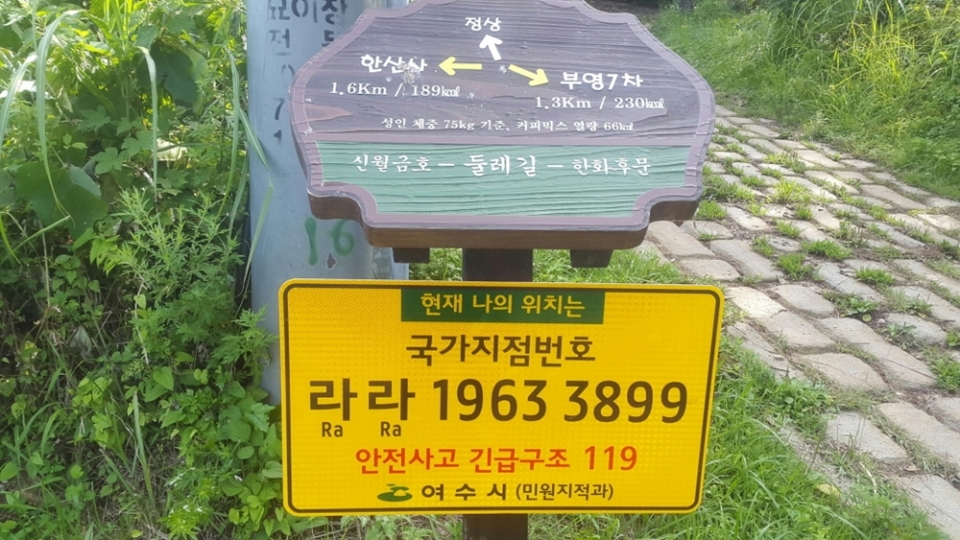 정상
한산사
1.6Km / 189㎉
부영7차
1.3Km / 230㎉
성인 체중 75kg 기준, 커피믹스 열량 66㎉
신월금호 - 둘레길 - 한화후문
현재 나의 위치는
국가지점번호
라 라 1963 3899
Ra Ra
안전사고 긴급구조 119
여수시 (민원지적과)
16